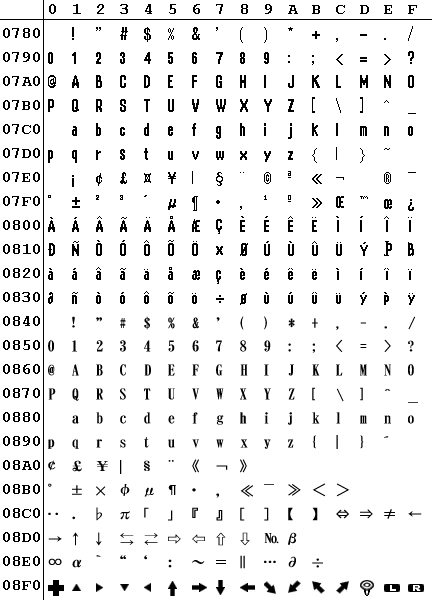 0 1 2 3 4 5 6 7 8 9 A B C D E F
0780 ! ” # $ % & ’ ( ) * + , - . /
0790 0 1 2 3 4 5 6 7 8 9 : ; < = > ?
07A0 @ A B C D E F G H I J K L M N O
07B0 P Q R S T U V W X Y Z [ \ ] ^ _
07C0 a b c d e f g h i j k l m n o
07D0 p q r s t u v w x y z { | } ~
07E0 ¡ ¢ £ ¤ ¥ | § ¨ © ª « ¬ ® ¯
07F0 ° ± ² ³ ´ µ ¶ • , ¹ º » Œ ™ œ ¿
0800 À Á Â Ã Ä Å Æ Ç È É Ê Ë Ì Í Î Ï
0810 Ð Ñ Ò Ó Ô Õ Ö × Ø Ù Ú Û Ü Ý Þ ß
0820 à á â ã ä å æ ç è é ê ë ì í î ï
0830 ∂ ñ ò ó ô õ ö ÷ ø ù ú û ü ý þ ÿ
0840 ! ” # $ % & ’ ( ) * + , - . /
0850 0 1 2 3 4 5 6 7 8 9 : ; < = > ?
0860 @ A B C D E F G H I J K L M N O
0870 P Q R S T U V W X Y Z [ \ ] ^ _
0880 a b c d e f g h i j k l m n o
0890 p q r s t u v w x y z { | } ´
08A0 ¢ £ ¥ | § ¨ 《 ¬ 》
08B0 ° ± × ϕ μ ¶ • , ≪ ¯ ≫ < >
08C0 ‥ . ♭ π 「 」 『 』 [ ] 【 】 ⇔ ⇒ ≠ ←
08D0 → ↑ ↓ ⇆ ⇄ ⇨ ⇦ ⇧ ⇩ № β
08E0 ∞ α ` “ ‘ : ~ = ∥ … ∂ ÷
08F0 ✚ ▲ ▶ ▼ ◀ ⬆ ➡ ⬇ ⬅ ⬊ ⬋ ⬉ ⬈ L R